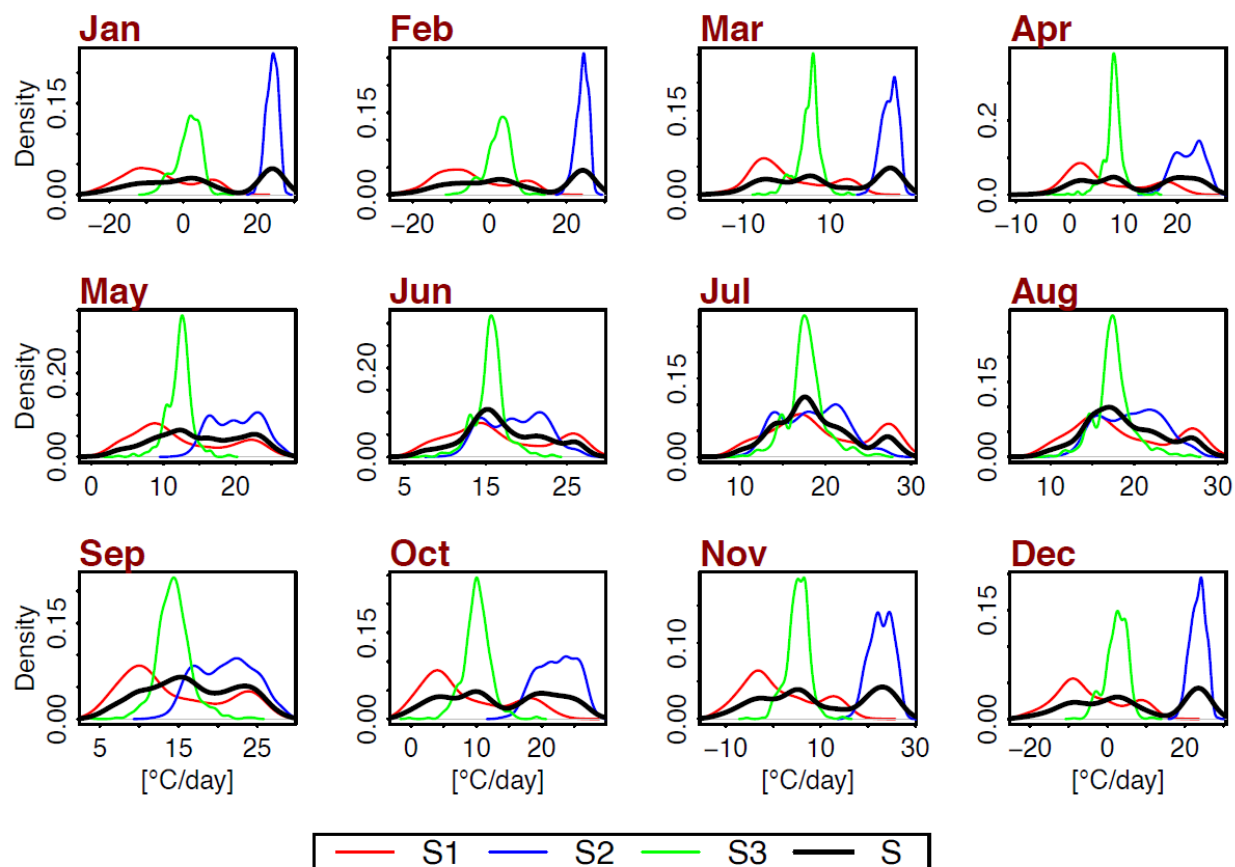 Jan Feb Mar Apr
Density 0.00 0.15 0.00 0.15 0.00 0.15 0.0 0.2
−20 0 20 −20 0 20 −10 0 10 −10 0 10 20
May Jun Jul Aug
Density 0.00 0.20 0.00 0.20 0.00 0.15 0.00 0.15
0 10 20 5 15 25 10 20 30 10 20 30
Sep Oct Nov Dec
Density 0.00 0.15 0.00 0.15 0.00 0.10 0.00 0.15
5 15 25 0 10 20 −10 0 10 30 −20 0 20
[°C/day] [°C/day] [°C/day] [°C/day]
S1 S2 S3 S